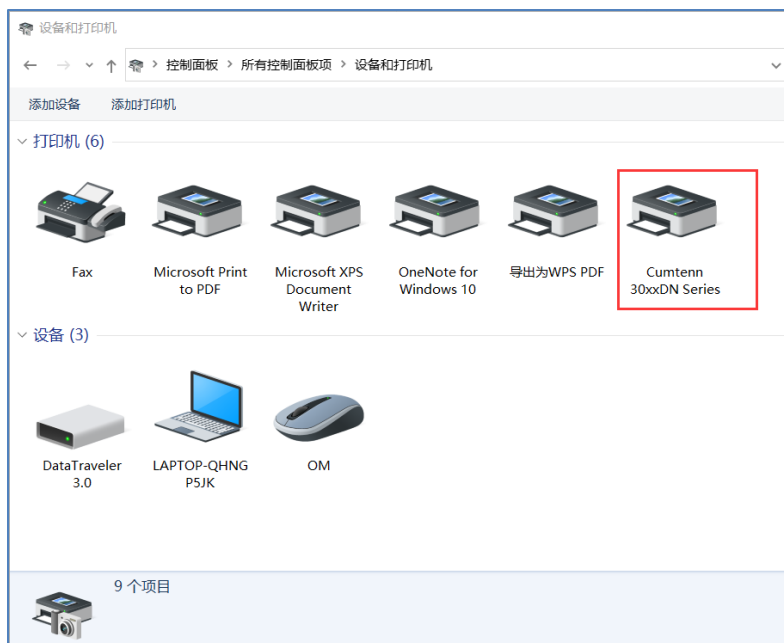 设备和打印机
控制面板 > 所有控制面板项 > 设备和打印机
添加设备 添加打印机
打印机 (6)
Fax
Microsoft Print
to PDF
Microsoft XPS
Document
Writer
OneNote for
Windows 10
导出为WPS PDF
Cumtenn
30xxDN Series
设备 (3)
DataTraveler
3.0
LAPTOP-QHNG
P5JK
OM
9 个项目